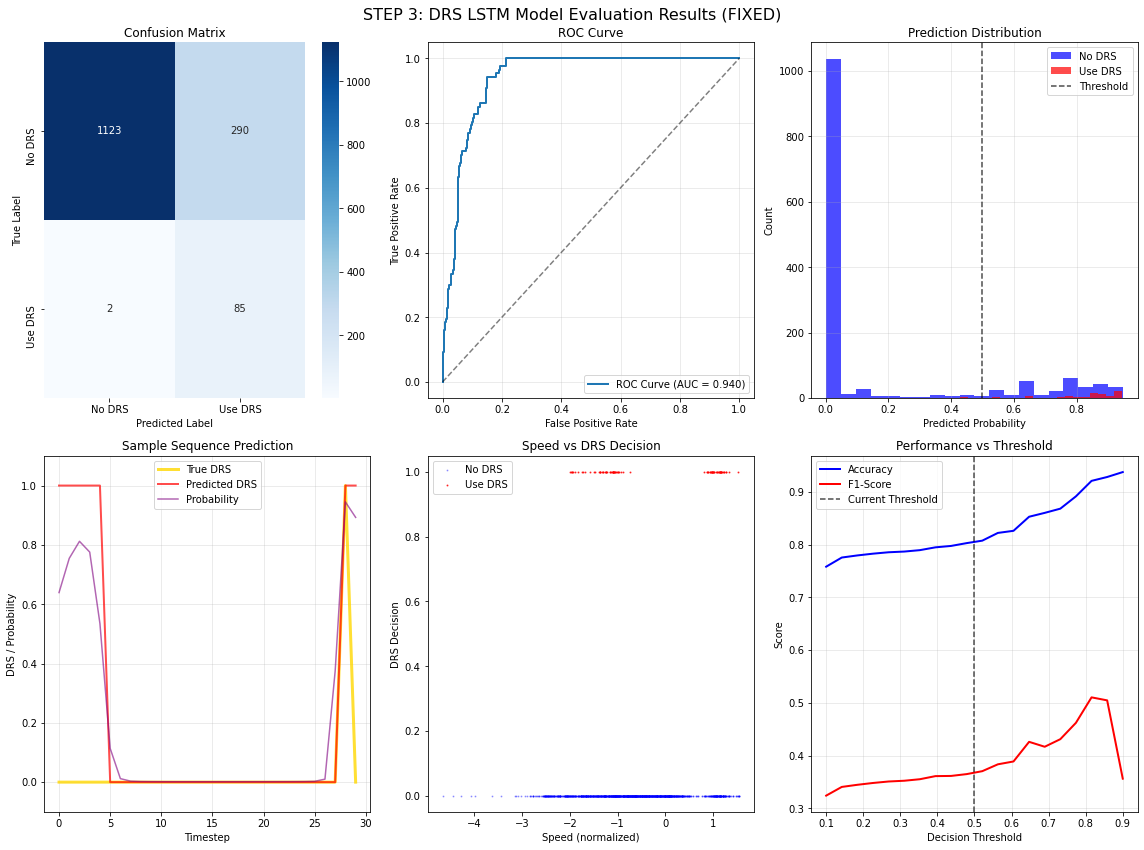 STEP 3: DRS LSTM Model Evaluation Results (FIXED)
Confusion Matrix
1123
290
2
85
No DRS
Use DRS
True Label
No DRS
Use DRS
Predicted Label
1000
800
600
400
200
ROC Curve
1.0
0.8
0.6
0.4
0.2
0.0
True Positive Rate
ROC Curve (AUC = 0.940)
0.0
0.2
0.4
0.6
0.8
1.0
False Positive Rate
Prediction Distribution
No DRS
Use DRS
Threshold
1000
800
600
400
200
0
Count
0.0
0.2
0.4
0.6
0.8
Predicted Probability
Sample Sequence Prediction
True DRS
Predicted DRS
Probability
1.0
0.8
0.6
0.4
0.2
0.0
DRS / Probability
0
5
10
15
20
25
30
Timestep
Speed vs DRS Decision
No DRS
Use DRS
1.0
0.8
0.6
0.4
0.2
0.0
DRS Decision
−4
−3
−2
−1
0
1
Speed (normalized)
Performance vs Threshold
Accuracy
F1-Score
Current Threshold
0.9
0.8
0.7
0.6
0.5
0.4
0.3
Score
0.1
0.2
0.3
0.4
0.5
0.6
0.7
0.8
0.9
Decision Threshold